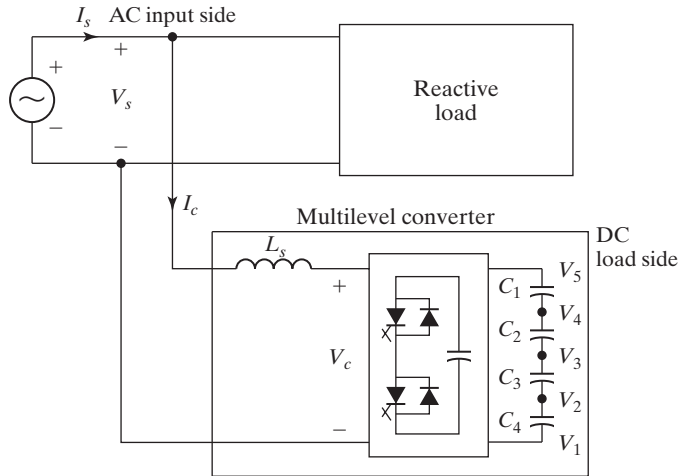 I_s AC input side
+
+
V_s
−
−
Reactive
load
I_c
Multilevel converter
DC
load side
L_s
+
V_c
−
C_1
C_2
C_3
C_4
V_5
V_4
V_3
V_2
V_1